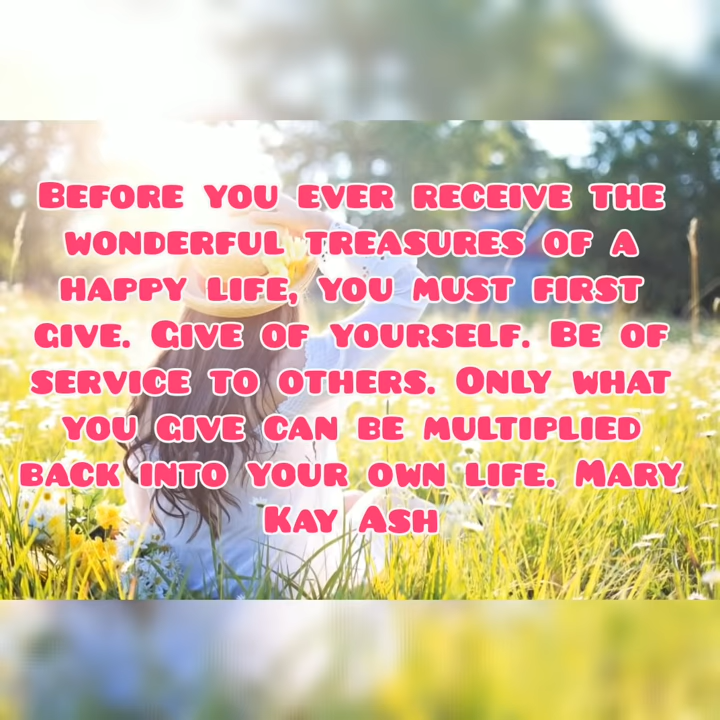 Before you ever receive the
wonderful treasures of a
happy life, you must first
give. Give of yourself. Be of
service to others. Only what
you give can be multiplied
back into your own life. Mary
Kay Ash